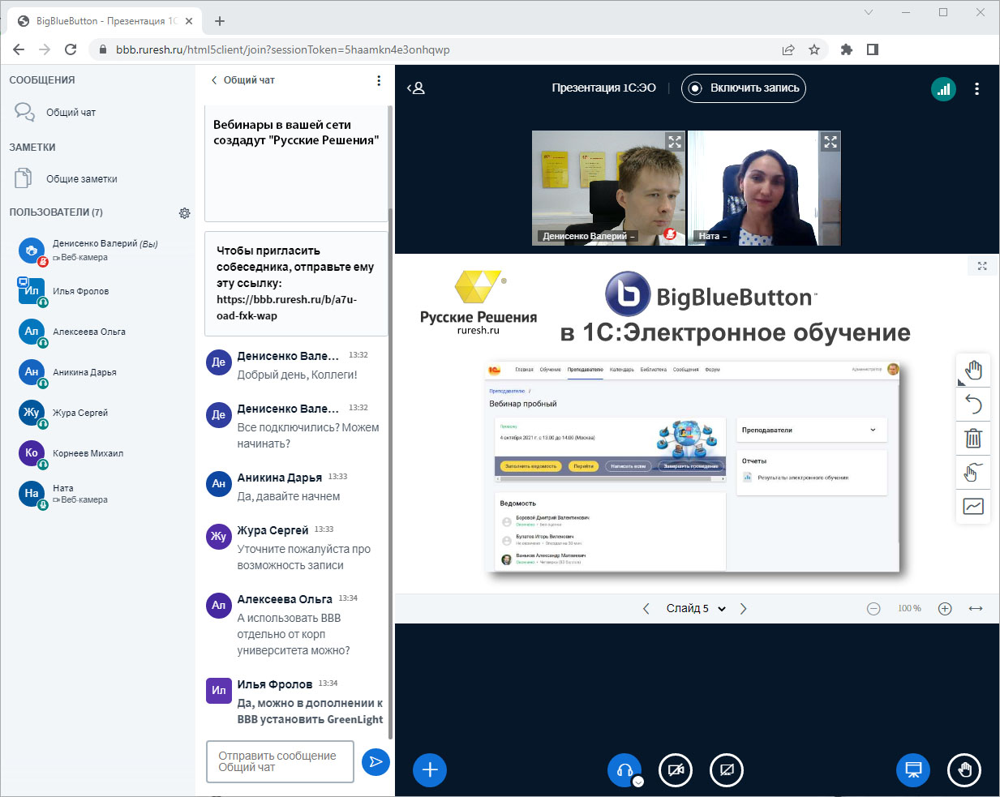 BigBlueButton - Презентация 1С
bbb.ruresh.ru/html5client/join?sessionToken=5haamkn4e3onhqwp
СООБЩЕНИЯ
Общий чат
ЗАМЕТКИ
Общие заметки
ПОЛЬЗОВАТЕЛИ (7)
Денисенко Валерий (Вы)
Веб-камера
Ил
Илья Фролов
Ал
Алексеева Ольга
Ан
Аникина Дарья
Жу
Жура Сергей
Ко
Корнеев Михаил
На
Ната
Веб-камера
Общий чат
Вебинары в вашей сети
создадут "Русские Решения"
Чтобы пригласить
собеседника, отправьте ему
эту ссылку:
https://bbb.ruresh.ru/b/a7u-
oad-fxk-wap
Де
Денисенко Вале... 13:32
Добрый день, Коллеги!
Де
Денисенко Вале... 13:32
Все подключились? Можем
начинать?
Ан
Аникина Дарья 13:33
Да, давайте начнем
Жу
Жура Сергей 13:33
Уточните пожалуйста про
возможность записи
Ал
Алексеева Ольга 13:34
А использовать BBB
отдельно от корп
университета можно?
Ил
Илья Фролов 13:34
Да, можно в дополнении к
BBB установить GreenLight
Отправить сообщение
Общий чат
Презентация 1С:ЭО
Включить запись
Денисенко Валерий
Ната
Русские Решения
ruresh.ru
b
BigBlueButton™
в 1С:Электронное обучение
1С
Главная Обучение Преподавателю Календарь Библиотека Сообщения Форум
Администратор
Преподавателю /
Вебинар пробный
Провожу
4 октября 2021 г. с 13:00 до 14:00 (Москва)
Заполнить ведомость Перейти Написать всем Завершить проведение
Преподаватели
Отчеты
Результаты электронного обучения
Ведомость
Боровой Дмитрий Валентинович
Окончено • Без оценки
Булатов Игорь Виленович
Не окончено • Опоздал на 30 мин
Ваньков Александр Матвеевич
Окончено • Четверка (83 балла)
Слайд 5
100 %